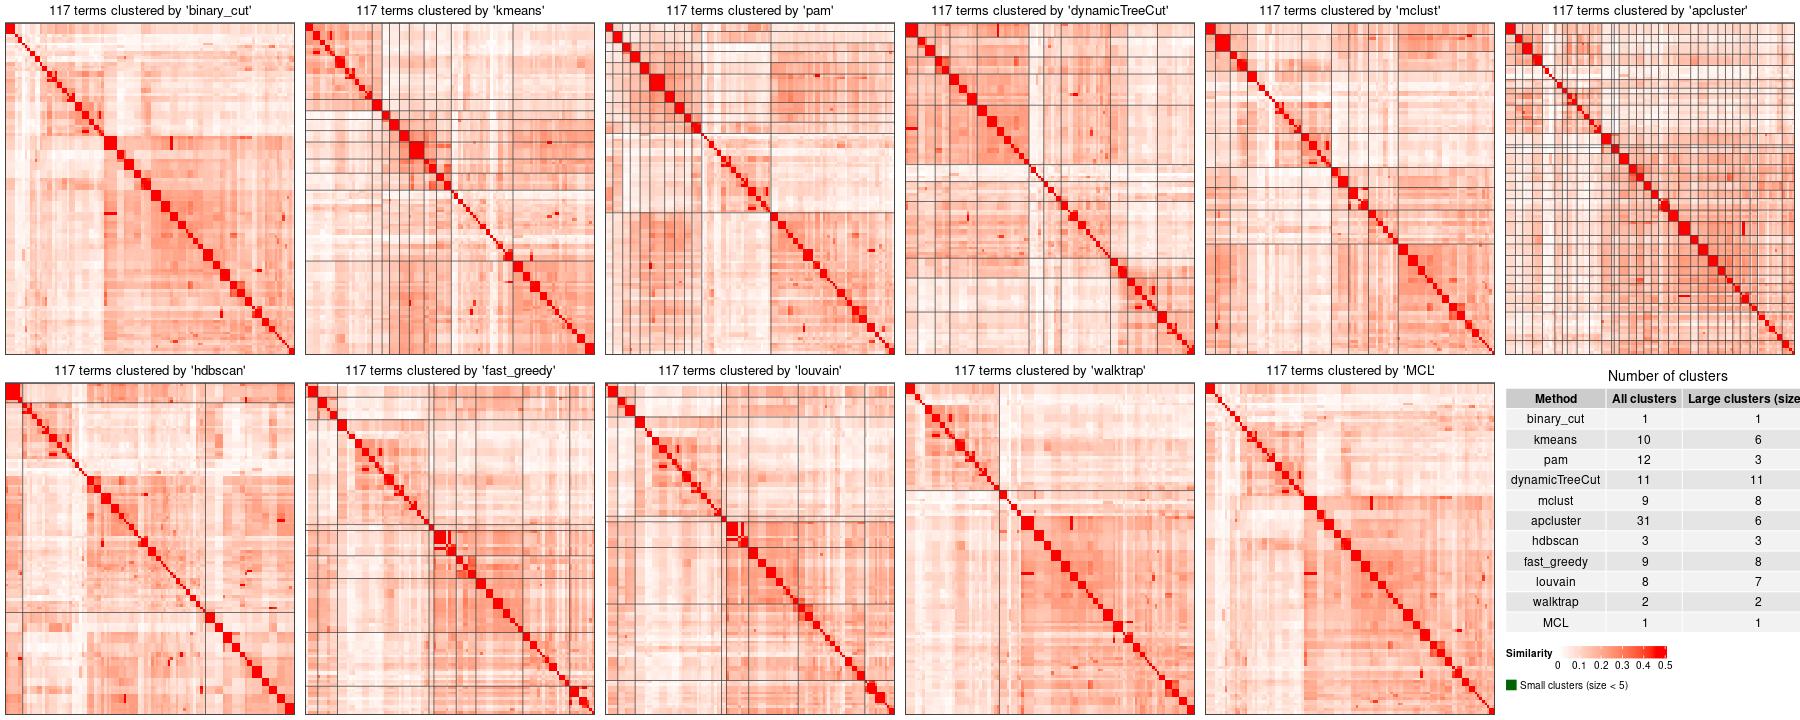 117 terms clustered by 'binary_cut'
117 terms clustered by 'kmeans'
117 terms clustered by 'pam'
117 terms clustered by 'dynamicTreeCut'
117 terms clustered by 'mclust'
117 terms clustered by 'apcluster'
117 terms clustered by 'hdbscan'
117 terms clustered by 'fast_greedy'
117 terms clustered by 'louvain'
117 terms clustered by 'walktrap'
117 terms clustered by 'MCL'
Number of clusters
Method All clusters Large clusters (size
binary_cut 1 1
kmeans 10 6
pam 12 3
dynamicTreeCut 11 11
mclust 9 8
apcluster 31 6
hdbscan 3 3
fast_greedy 9 8
louvain 8 7
walktrap 2 2
MCL 1 1
Similarity 0 0.1 0.2 0.3 0.4 0.5
Small clusters (size < 5)